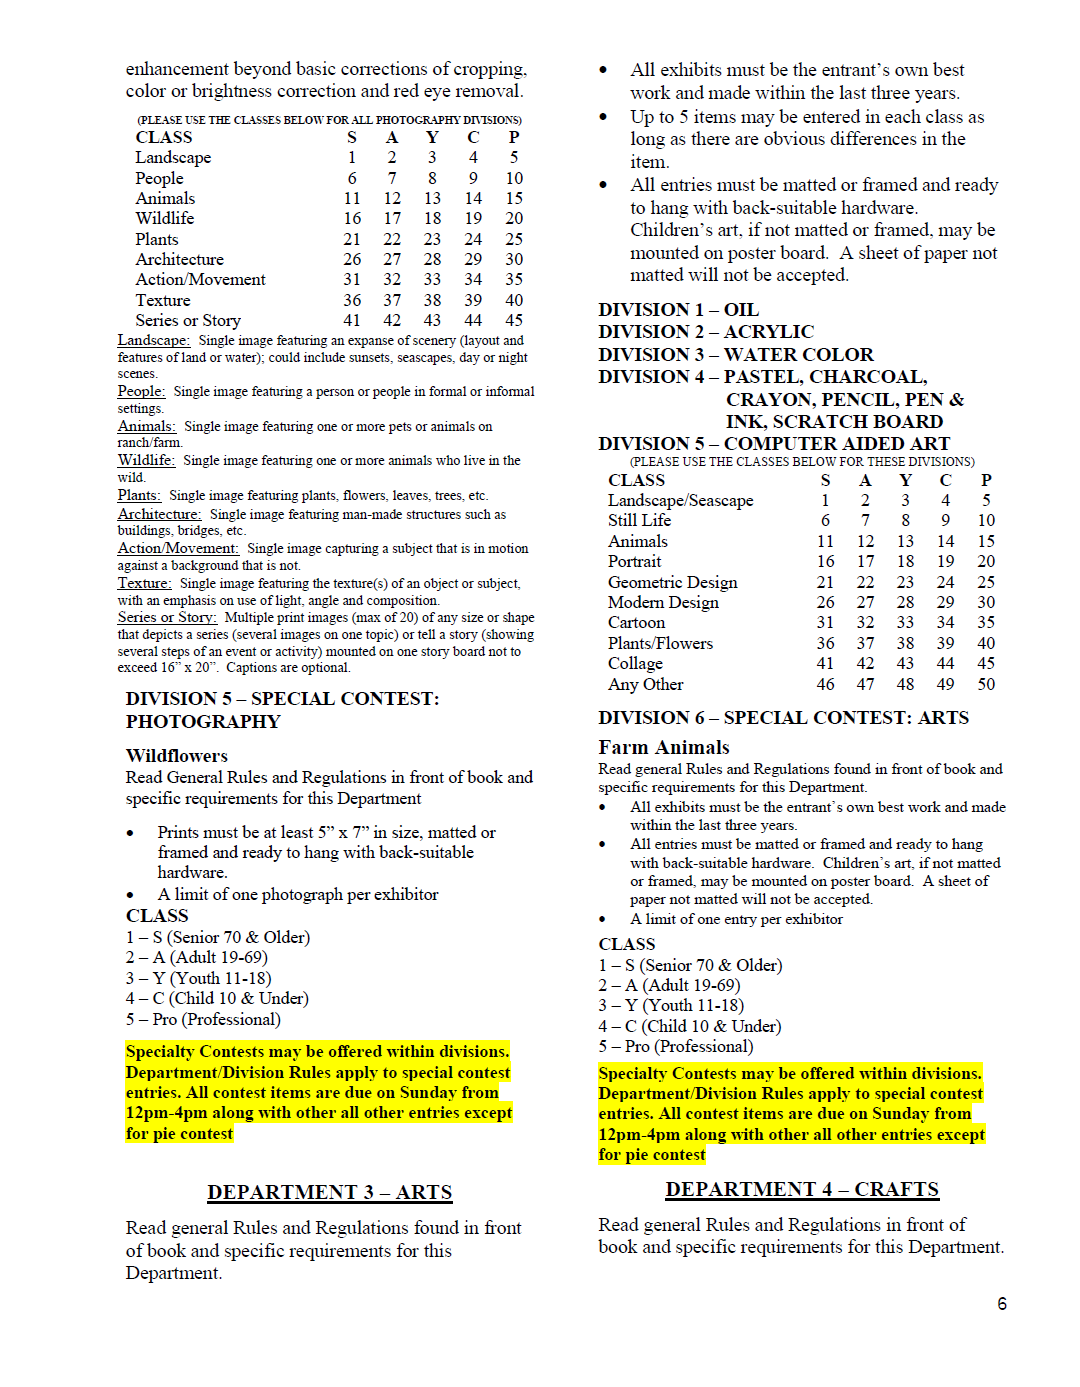 enhancement beyond basic corrections of cropping,
color or brightness correction and red eye removal.
(PLEASE USE THE CLASSES BELOW FOR ALL PHOTOGRAPHY DIVISIONS)
CLASS S A Y C P
Landscape 1 2 3 4 5
People 6 7 8 9 10
Animals 11 12 13 14 15
Wildlife 16 17 18 19 20
Plants 21 22 23 24 25
Architecture 26 27 28 29 30
Action/Movement 31 32 33 34 35
Texture 36 37 38 39 40
Series or Story 41 42 43 44 45
Landscape: Single image featuring an expanse of scenery (layout and
features of land or water); could include sunsets, seascapes, day or night
scenes.
People: Single image featuring a person or people in formal or informal
settings.
Animals: Single image featuring one or more pets or animals on
ranch/farm.
Wildlife: Single image featuring one or more animals who live in the
wild.
Plants: Single image featuring plants, flowers, leaves, trees, etc.
Architecture: Single image featuring man-made structures such as
buildings, bridges, etc.
Action/Movement: Single image capturing a subject that is in motion
against a background that is not.
Texture: Single image featuring the texture(s) of an object or subject,
with an emphasis on use of light, angle and composition.
Series or Story: Multiple print images (max of 20) of any size or shape
that depicts a series (several images on one topic) or tell a story (showing
several steps of an event or activity) mounted on one story board not to
exceed 16” x 20”. Captions are optional.
DIVISION 5 – SPECIAL CONTEST:
PHOTOGRAPHY
Wildflowers
Read General Rules and Regulations in front of book and
specific requirements for this Department
• Prints must be at least 5” x 7” in size, matted or
framed and ready to hang with back-suitable
hardware.
• A limit of one photograph per exhibitor
CLASS
1 – S (Senior 70 & Older)
2 – A (Adult 19-69)
3 – Y (Youth 11-18)
4 – C (Child 10 & Under)
5 – Pro (Professional)
Specialty Contests may be offered within divisions.
Department/Division Rules apply to special contest
entries. All contest items are due on Sunday from
12pm-4pm along with other all other entries except
for pie contest
DEPARTMENT 3 – ARTS
Read general Rules and Regulations found in front
of book and specific requirements for this
Department.
• All exhibits must be the entrant’s own best
work and made within the last three years.
• Up to 5 items may be entered in each class as
long as there are obvious differences in the
item.
• All entries must be matted or framed and ready
to hang with back-suitable hardware.
Children’s art, if not matted or framed, may be
mounted on poster board. A sheet of paper not
matted will not be accepted.
DIVISION 1 – OIL
DIVISION 2 – ACRYLIC
DIVISION 3 – WATER COLOR
DIVISION 4 – PASTEL, CHARCOAL,
CRAYON, PENCIL, PEN &
INK, SCRATCH BOARD
DIVISION 5 – COMPUTER AIDED ART
(PLEASE USE THE CLASSES BELOW FOR THESE DIVISIONS)
CLASS S A Y C P
Landscape/Seascape 1 2 3 4 5
Still Life 6 7 8 9 10
Animals 11 12 13 14 15
Portrait 16 17 18 19 20
Geometric Design 21 22 23 24 25
Modern Design 26 27 28 29 30
Cartoon 31 32 33 34 35
Plants/Flowers 36 37 38 39 40
Collage 41 42 43 44 45
Any Other 46 47 48 49 50
DIVISION 6 – SPECIAL CONTEST: ARTS
Farm Animals
Read general Rules and Regulations found in front of book and
specific requirements for this Department.
• All exhibits must be the entrant’s own best work and made
within the last three years.
• All entries must be matted or framed and ready to hang
with back-suitable hardware. Children’s art, if not matted
or framed, may be mounted on poster board. A sheet of
paper not matted will not be accepted.
• A limit of one entry per exhibitor
CLASS
1 – S (Senior 70 & Older)
2 – A (Adult 19-69)
3 – Y (Youth 11-18)
4 – C (Child 10 & Under)
5 – Pro (Professional)
Specialty Contests may be offered within divisions.
Department/Division Rules apply to special contest
entries. All contest items are due on Sunday from
12pm-4pm along with other all other entries except
for pie contest
DEPARTMENT 4 – CRAFTS
Read general Rules and Regulations in front of
book and specific requirements for this Department.
6